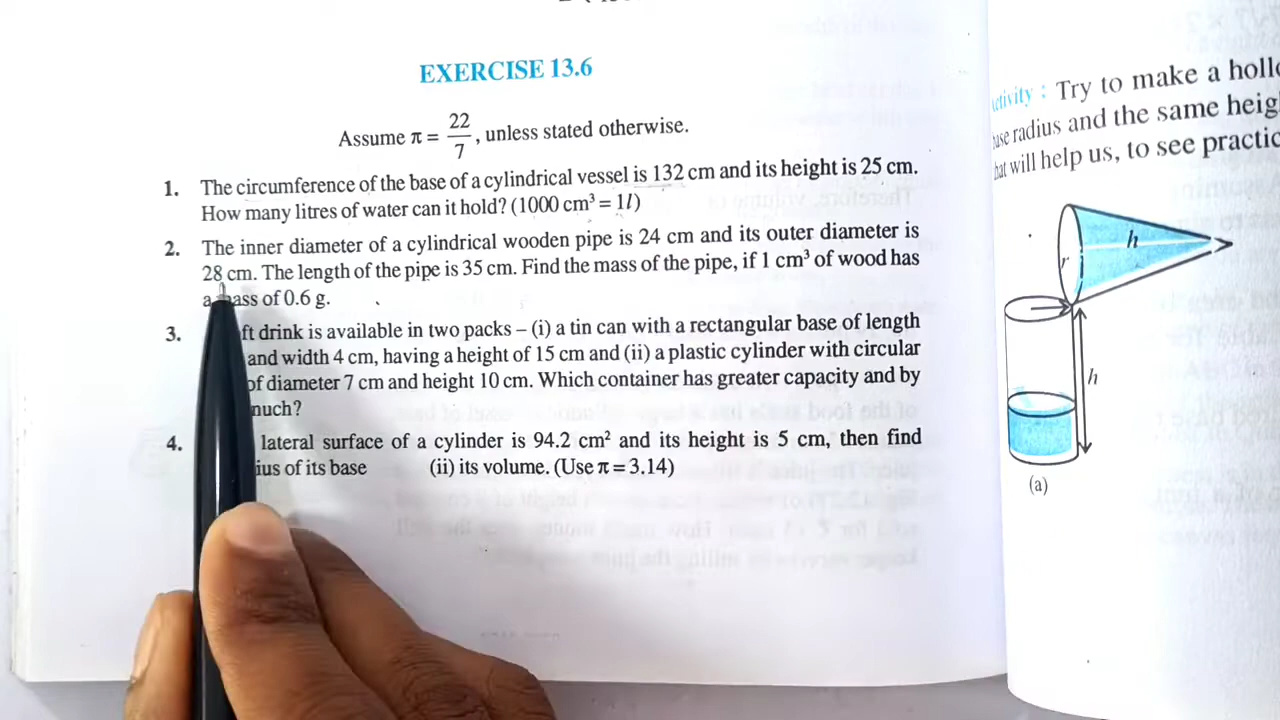 EXERCISE 13.6
Assume π = 22/7, unless stated otherwise.
1. The circumference of the base of a cylindrical vessel is 132 cm and its height is 25 cm.
How many litres of water can it hold? (1000 cm³ = 1l)
2. The inner diameter of a cylindrical wooden pipe is 24 cm and its outer diameter is
28 cm. The length of the pipe is 35 cm. Find the mass of the pipe, if 1 cm³ of wood has
a mass of 0.6 g.
3. drink is available in two packs – (i) a tin can with a rectangular base of length
and width 4 cm, having a height of 15 cm and (ii) a plastic cylinder with circular
of diameter 7 cm and height 10 cm. Which container has greater capacity and by
much?
4. lateral surface of a cylinder is 94.2 cm² and its height is 5 cm, then find
of its base (ii) its volume. (Use π = 3.14)
: Try to make a
radius and the same
will help us, to see
h
r
h
(a)